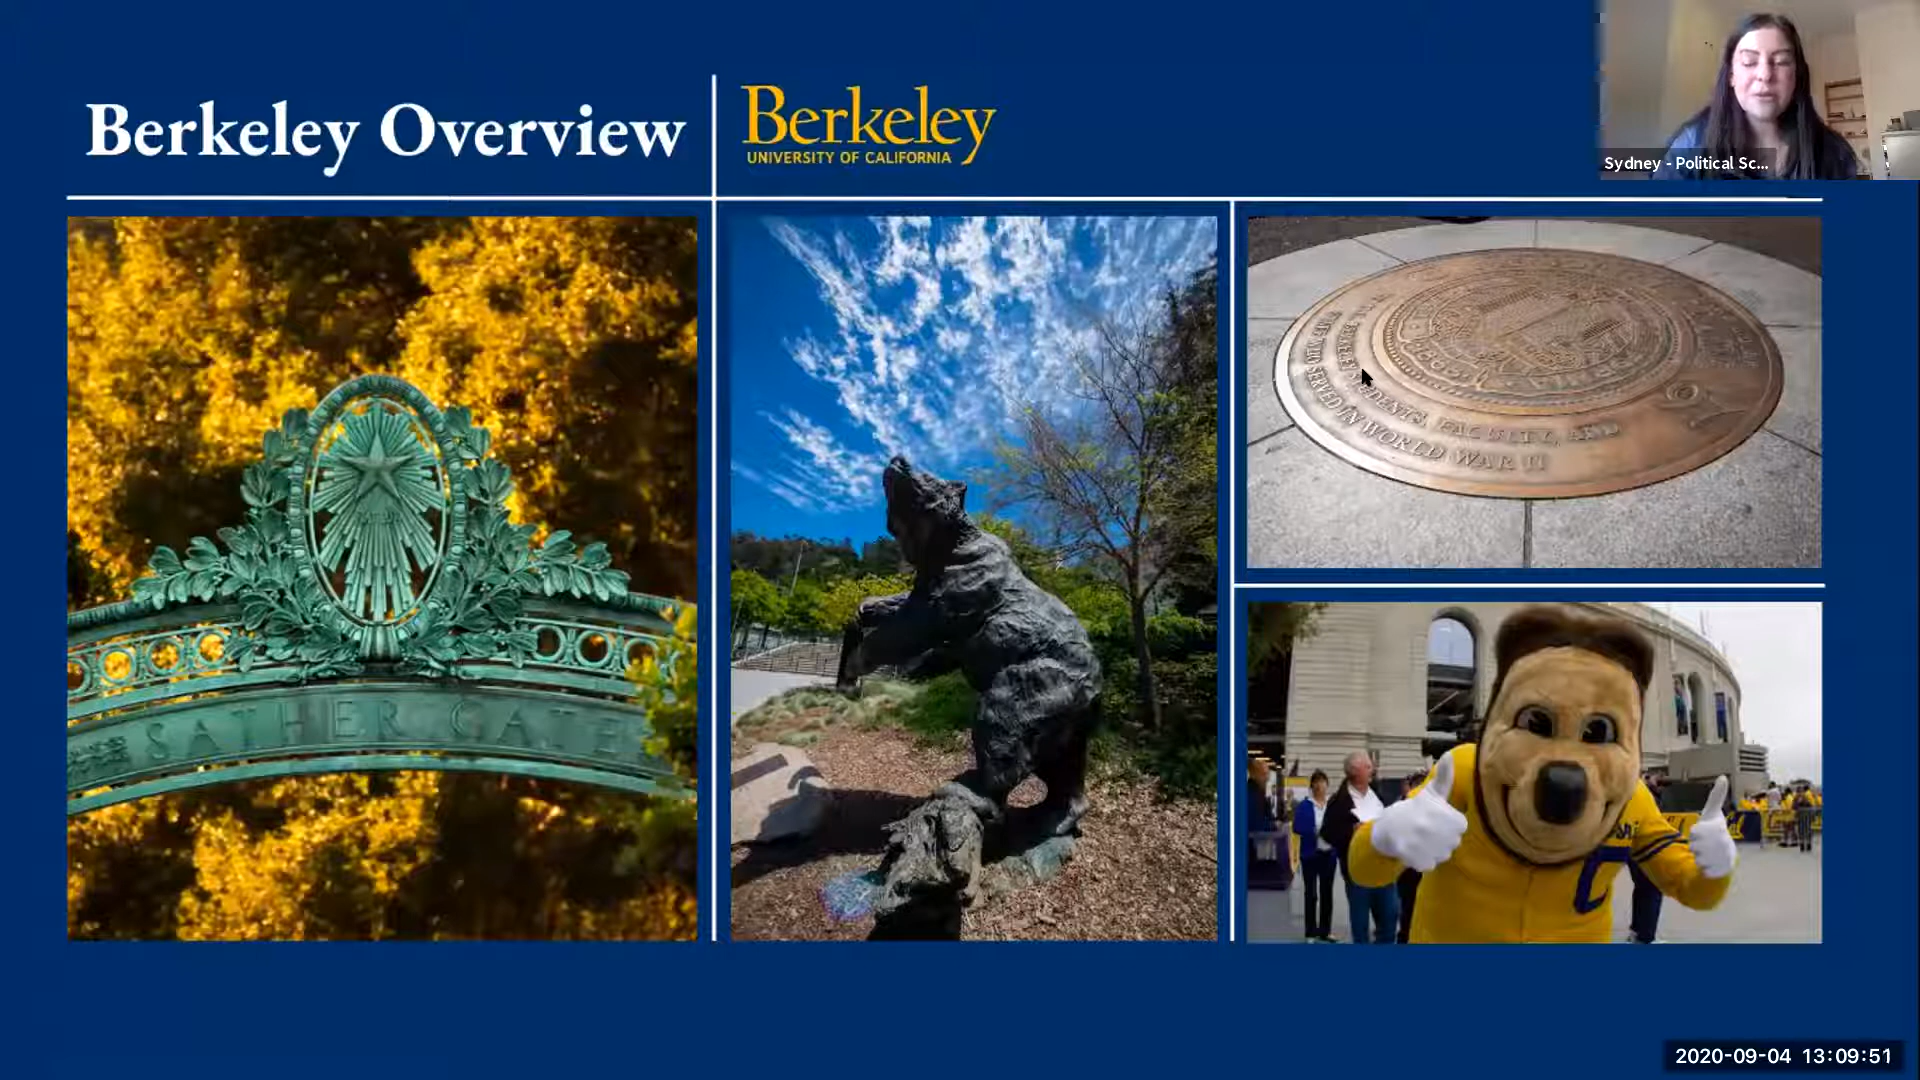 Berkeley Overview
Berkeley
UNIVERSITY OF CALIFORNIA
Sydney - Political Sc...
SATHER GATE
STUDENTS, FACULTY, AND
SERVED IN WORLD WAR II
C
2020-09-04 13:09:51